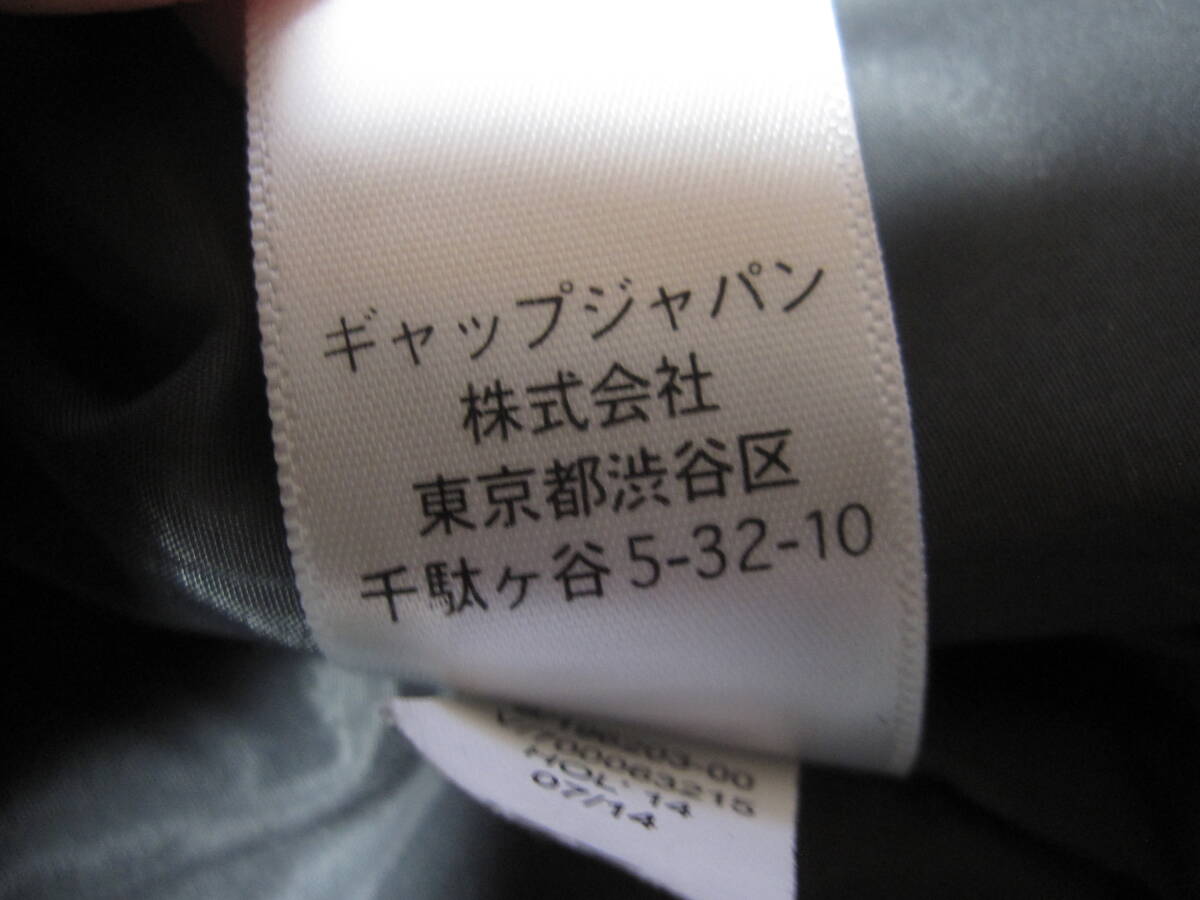 ギャップジャパン
株式会社
東京都渋谷区
千駄ヶ谷 5-32-10
HOL: 14
07/14